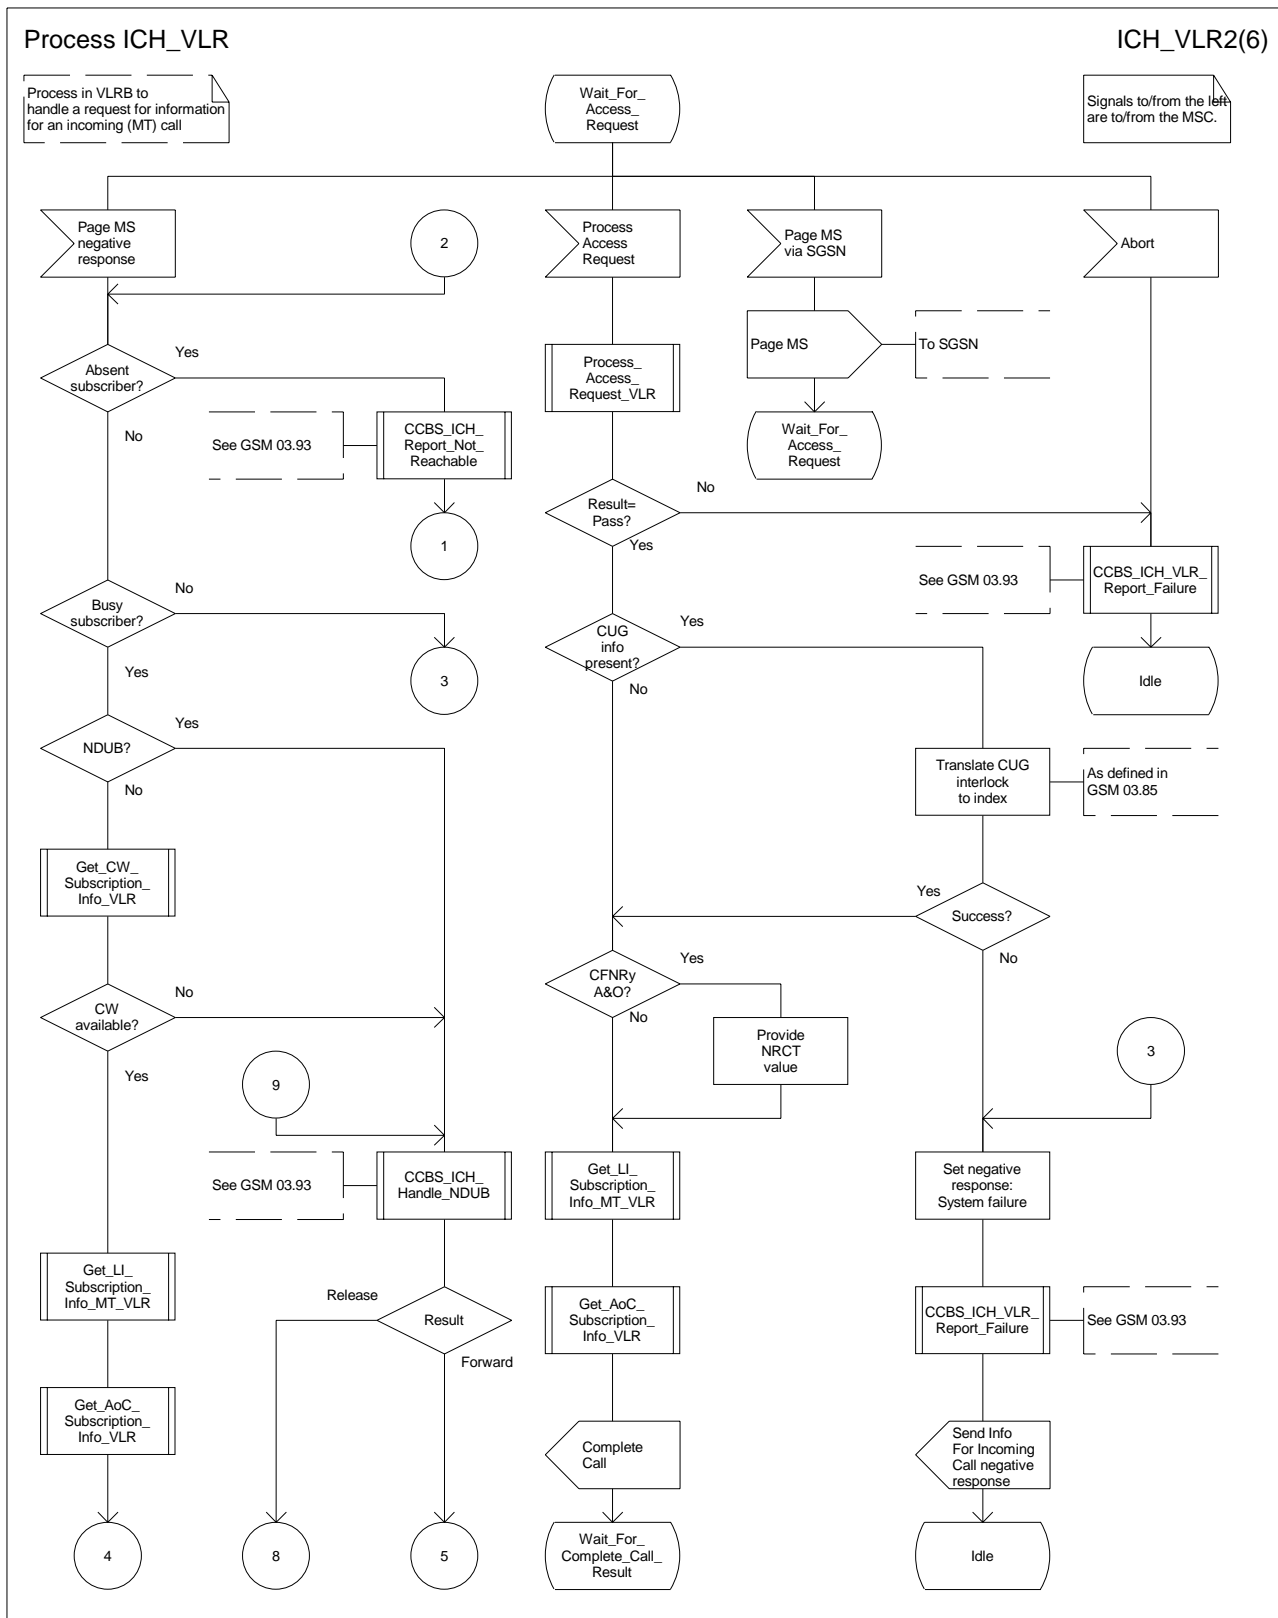 Process ICH_VLR
ICH_VLR2(6)
Process in VLRB to
handle a request for information
for an incoming (MT) call
Wait_For_
Access_
Request
Signals to/from the left
are to/from the MSC.
Page MS
negative
response
2
Process
Access
Request
Page MS
via SGSN
Abort
Page MS
To SGSN
Absent
subscriber?
Yes
No
Process_
Access_
Request_VLR
See GSM 03.93
CCBS_ICH_
Report_Not_
Reachable
Wait_For_
Access_
Request
1
Result=
Pass?
No
Yes
See GSM 03.93
CCBS_ICH_VLR_
Report_Failure
Busy
subscriber?
No
Yes
3
CUG
info
present?
Yes
No
Idle
NDUB?
Yes
No
Translate CUG
interlock
to index
As defined in
GSM 03.85
Get_CW_
Subscription_
Info_VLR
Success?
Yes
No
CFNRy
A&O?
Yes
No
CW
available?
No
Yes
Provide
NRCT
value
3
9
See GSM 03.93
CCBS_ICH_
Handle_NDUB
Get_LI_
Subscription_
Info_MT_VLR
Set negative
response:
System failure
Get_LI_
Subscription_
Info_MT_VLR
Release
Result
Forward
Get_AoC_
Subscription_
Info_VLR
CCBS_ICH_VLR_
Report_Failure
See GSM 03.93
Get_AoC_
Subscription_
Info_VLR
Complete
Call
Send Info
For Incoming
Call negative
response
4
8
5
Wait_For_
Complete_Call_
Result
Idle